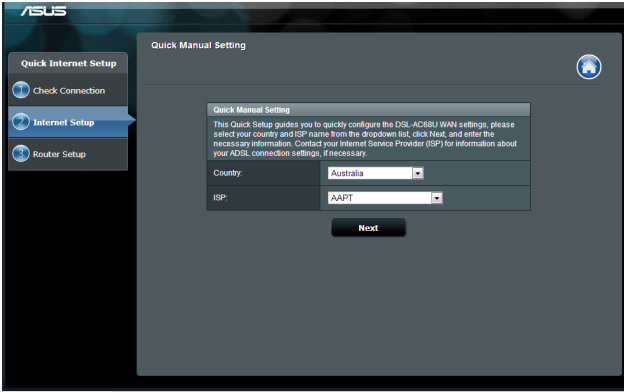 ASUS
Quick Internet Setup
1 Check Connection
2 Internet Setup
3 Router Setup
Quick Manual Setting
Quick Manual Setting
This Quick Setup guides you to quickly configure the DSL-AC68U WAN settings, please
select your country and ISP name from the dropdown list, click Next, and enter the
necessary information. Contact your Internet Service Provider (ISP) for information about
your ADSL connection settings, if necessary.
Country: Australia
ISP: AAPT
Next